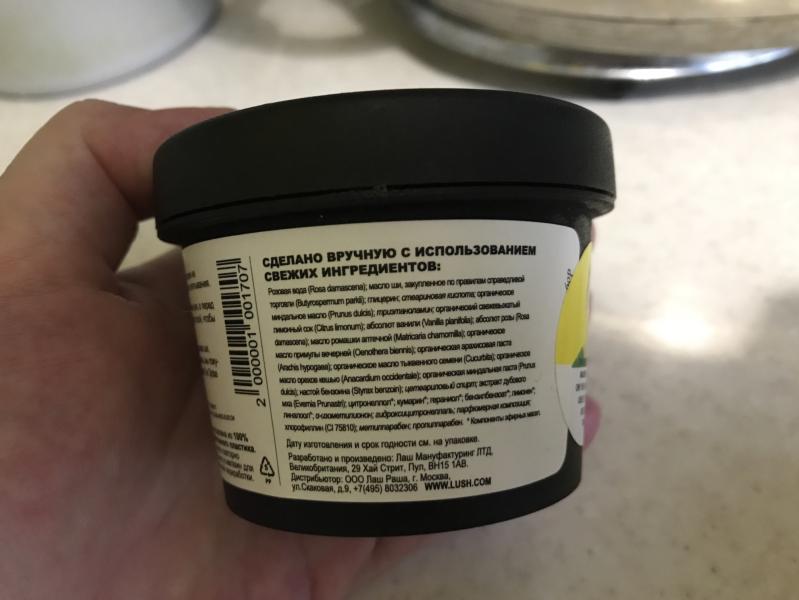 СДЕЛАНО ВРУЧНУЮ С ИСПОЛЬЗОВАНИЕМ
СВЕЖИХ ИНГРЕДИЕНТОВ:
Розовая вода (Rosa damascena); масло ши, закупленное по правилам справедливой
торговли (Butyrospermum parkii); глицерин; стеариновая кислота; органическое
миндальное масло (Prunus dulcis); триэтаноламин; органический свежевыжатый
лимонный сок (Citrus limonum); абсолют ванили (Vanilla planifolia); абсолют розы (Rosa
damascena); масло ромашки аптечной (Matricaria chamomilla); органическое
масло примулы вечерней (Oenothera biennis); органическая арахисовая паста
(Arachis hypogaea); органическое масло тыквенного семени (Cucurbita); органическое
масло орехов кешью (Anacardium occidentale); органическая миндальная паста (Prunus
dulcis); настой бензоина (Styrax benzoin); цетеариловый спирт; экстракт дубового
мха (Evernia Prunastri); цитронеллол*; кумарин*; гераниол*; бензилбензоат*; лимонен*;
линалоол*; α-изометилионон; гидроксицитронеллаль; парфюмерная композиция;
хлорофиллин (CI 75810); метилпарабен; пропилпарабен. * Компоненты эфирных масел.
Дату изготовления и срок годности см. на упаковке.
Разработано и произведено: Лаш Мануфактуринг ЛТД,
Великобритания, 29 Хай Стрит, Пул, BH15 1AB.
Дистрибьютор: ООО Лаш Раша, г. Москва,
ул.Скаковая, д.9, +7(495) 8032306 WWW.LUSH.COM
2 000001 001707
PP
из 100%
пластика.